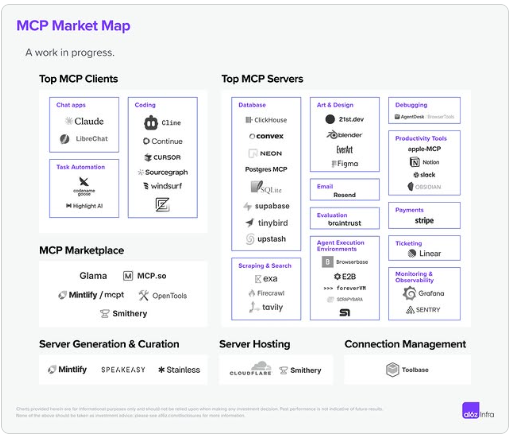 MCP Market Map
A work in progress.
Top MCP Clients
Chat apps
Claude
LibreChat
Task Automation
codename goose
Highlight AI
Coding
Cline
Continue
CURSOR
Sourcegraph
windsurf
Top MCP Servers
Database
ClickHouse
convex
NEON
Postgres MCP
SQLite
supabase
tinybird
upstash
Scraping & Search
exa
Firecrawl
tavily
Art & Design
21st.dev
blender
EverArt
Figma
Email
Resend
Evaluation
braintrust
Agent Execution
Environments
Browserbase
E2B
>>> foreverVM
SCRAPYBARA
Debugging
AgentDesk BrowserTools
Productivity Tools
apple-MCP
Notion
slack
OBSIDIAN
Payments
stripe
Ticketing
Linear
Monitoring &
Observability
Grafana
SENTRY
MCP Marketplace
Glama
MCP.so
Mintlify / mcpt
OpenTools
Smithery
Server Generation & Curation
Mintlify
SPEAKEASY
Stainless
Server Hosting
CLOUDFLARE
Smithery
Connection Management
Toolbase
a16z infra